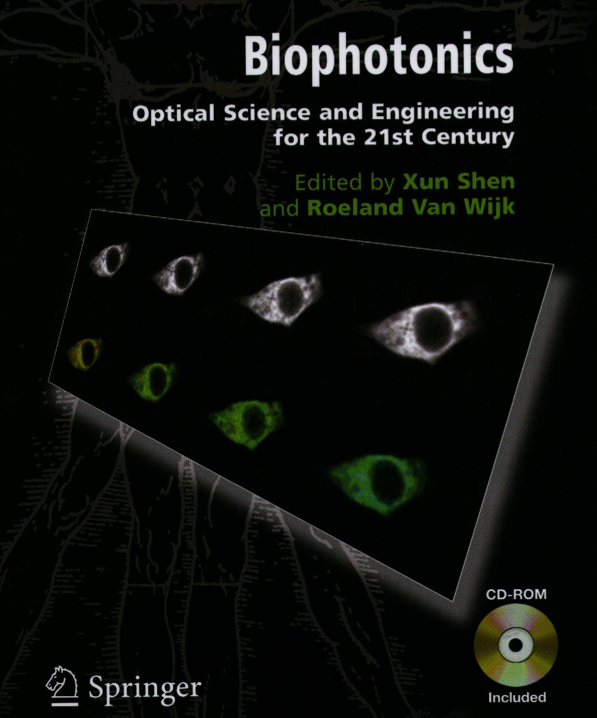 Biophotonics
Optical Science and Engineering
for the 21st Century
Edited by Xun Shen
and Roeland Van Wijk
CD-ROM
Included
Springer